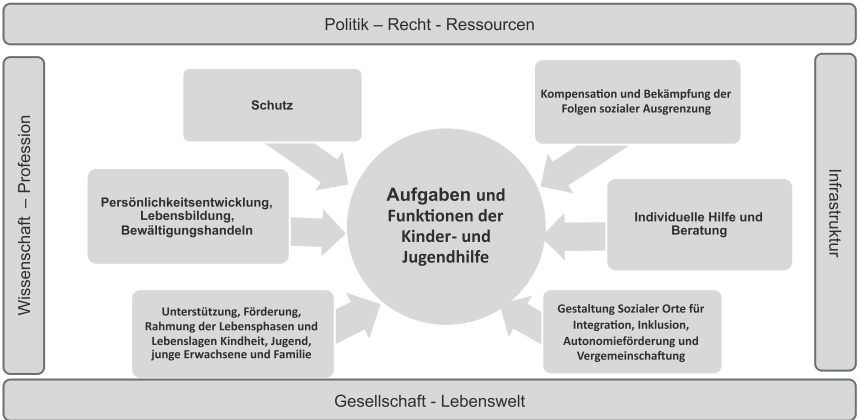 Politik – Recht - Ressourcen
Wissenschaft – Profession
Schutz
Kompensation und Bekämpfung der
Folgen sozialer Ausgrenzung
Persönlichkeitsentwicklung,
Lebensbildung,
Bewältigungshandeln
Aufgaben und
Funktionen der
Kinder- und
Jugendhilfe
Individuelle Hilfe und
Beratung
Unterstützung, Förderung,
Rahmung der Lebensphasen und
Lebenslagen Kindheit, Jugend,
junge Erwachsene und Familie
Gestaltung Sozialer Orte für
Integration, Inklusion,
Autonomieförderung und
Vergemeinschaftung
Infrastruktur
Gesellschaft - Lebenswelt